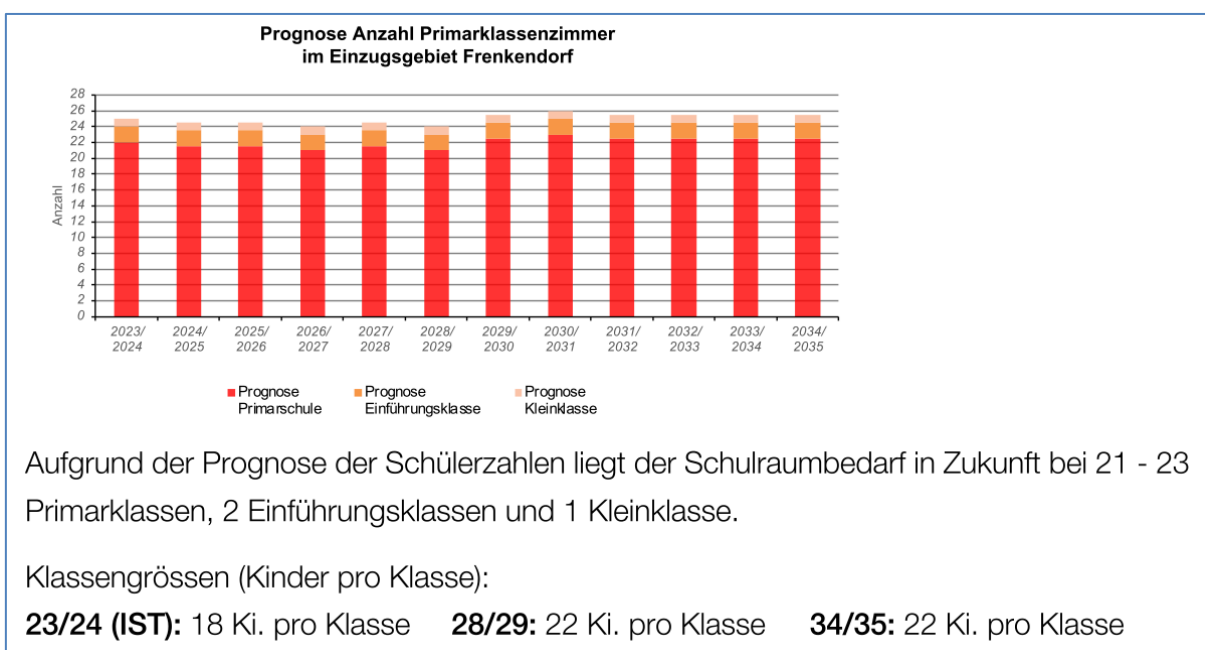 Prognose Anzahl Primarklassenzimmer
im Einzugsgebiet Frenkendorf
28
26
24
22
20
18
16
14
12
10
8
6
4
2
0
Anzahl
2023/ 2024/ 2025/ 2026/ 2027/ 2028/ 2029/ 2030/ 2031/ 2032/ 2033/ 2034/
2024 2025 2026 2027 2028 2029 2030 2031 2032 2033 2034 2035
Prognose Prognose Prognose
Primarschule Einführungsklasse Kleinklasse
Aufgrund der Prognose der Schülerzahlen liegt der Schulraumbedarf in Zukunft bei 21 - 23
Primarklassen, 2 Einführungsklassen und 1 Kleinklasse.
Klassengrössen (Kinder pro Klasse):
23/24 (IST): 18 Ki. pro Klasse 28/29: 22 Ki. pro Klasse 34/35: 22 Ki. pro Klasse